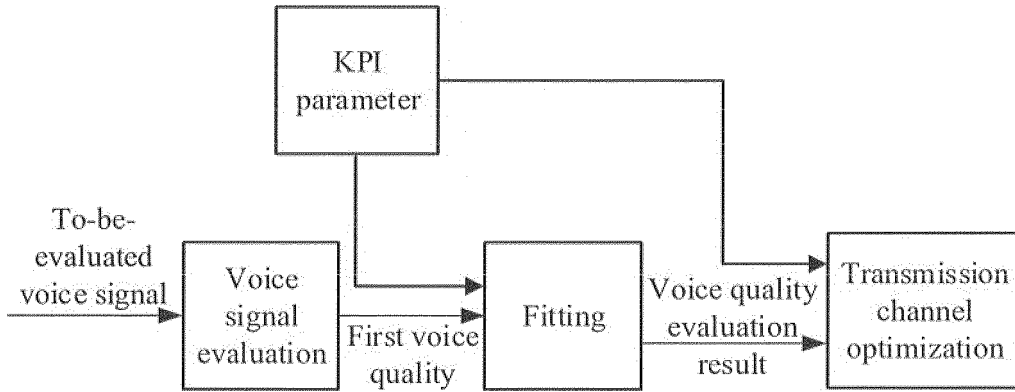 KPI
parameter
To-be-
evaluated
voice signal
Voice
signal
evaluation
First voice
quality
Fitting
Voice quality
evaluation
result
Transmission
channel
optimization